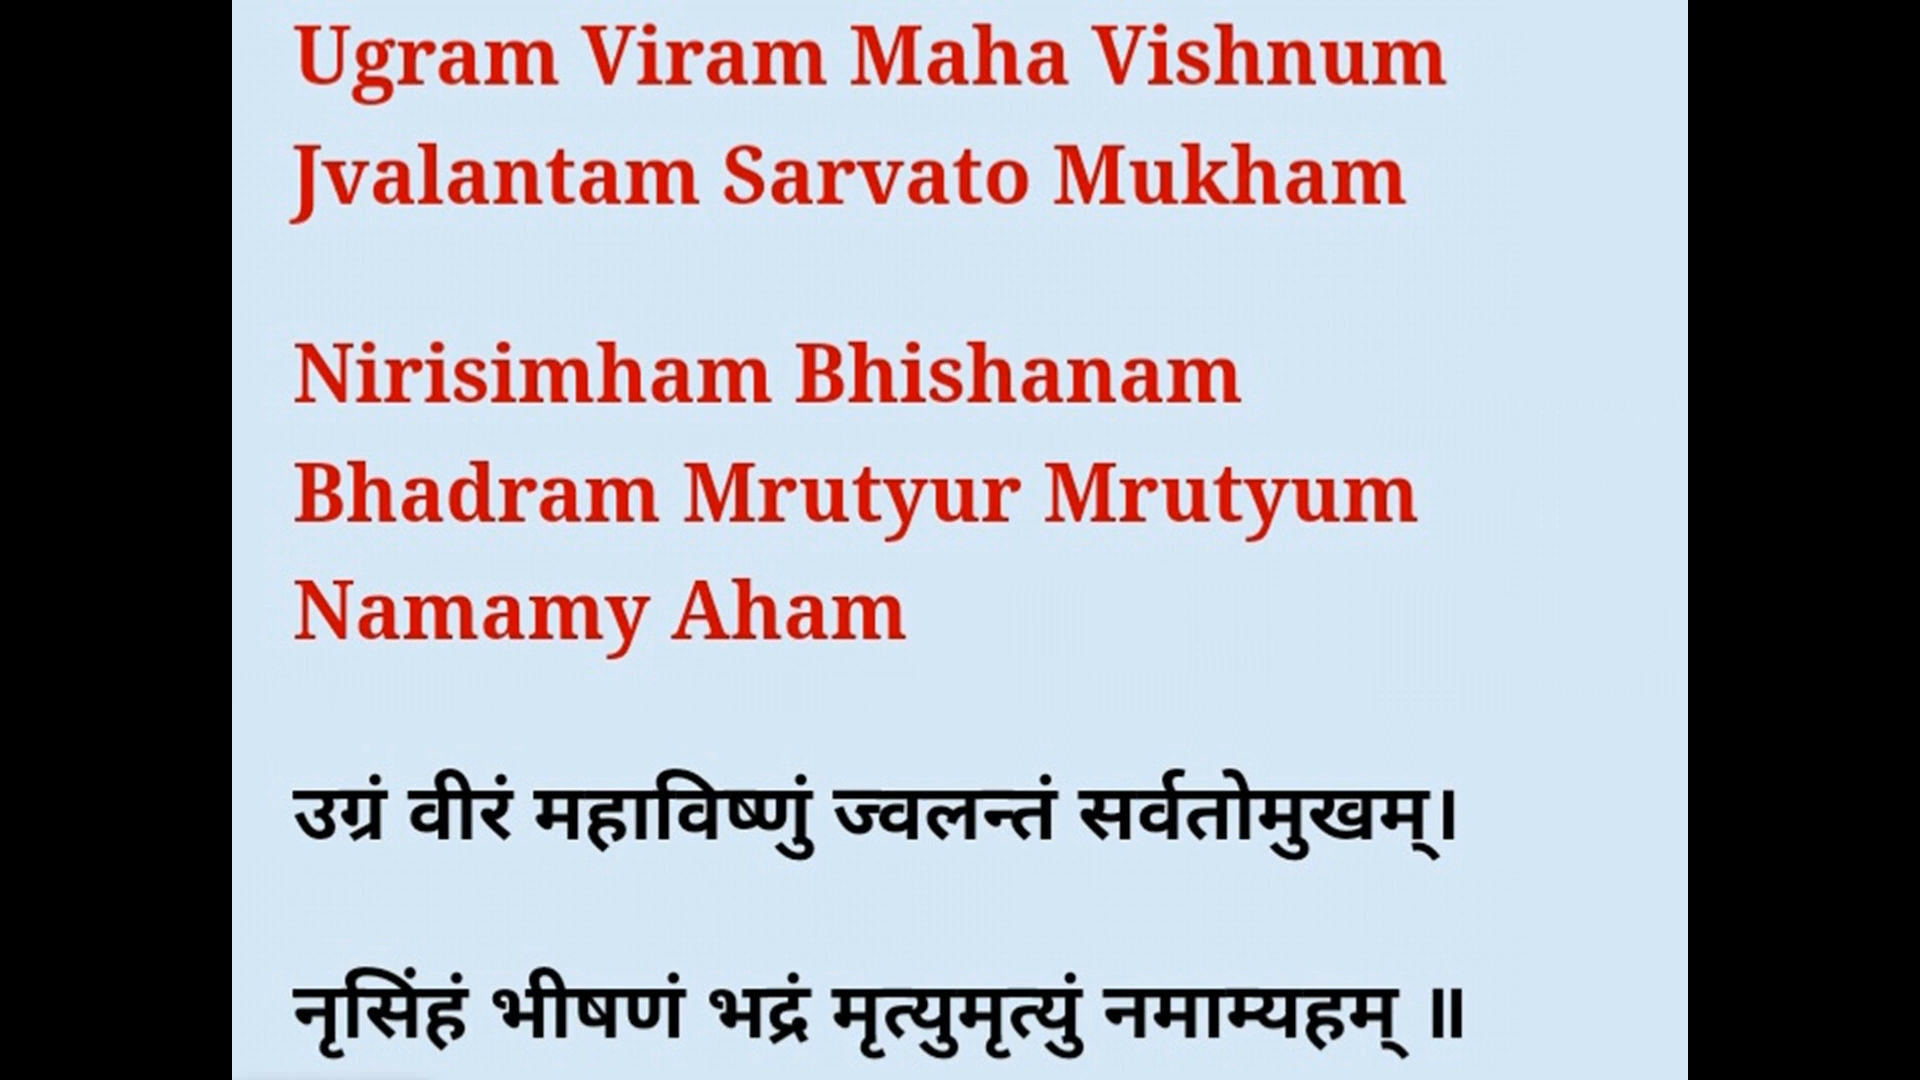 Ugram Viram Maha Vishnum
Jvalantam Sarvato Mukham
Nirisimham Bhishanam
Bhadram Mrutyur Mrutyum
Namamy Aham
उग्रं वीरं महाविष्णुं ज्वलन्तं सर्वतोमुखम्।
नृसिंहं भीषणं भद्रं मृत्युमृत्युं नमाम्यहम् ॥